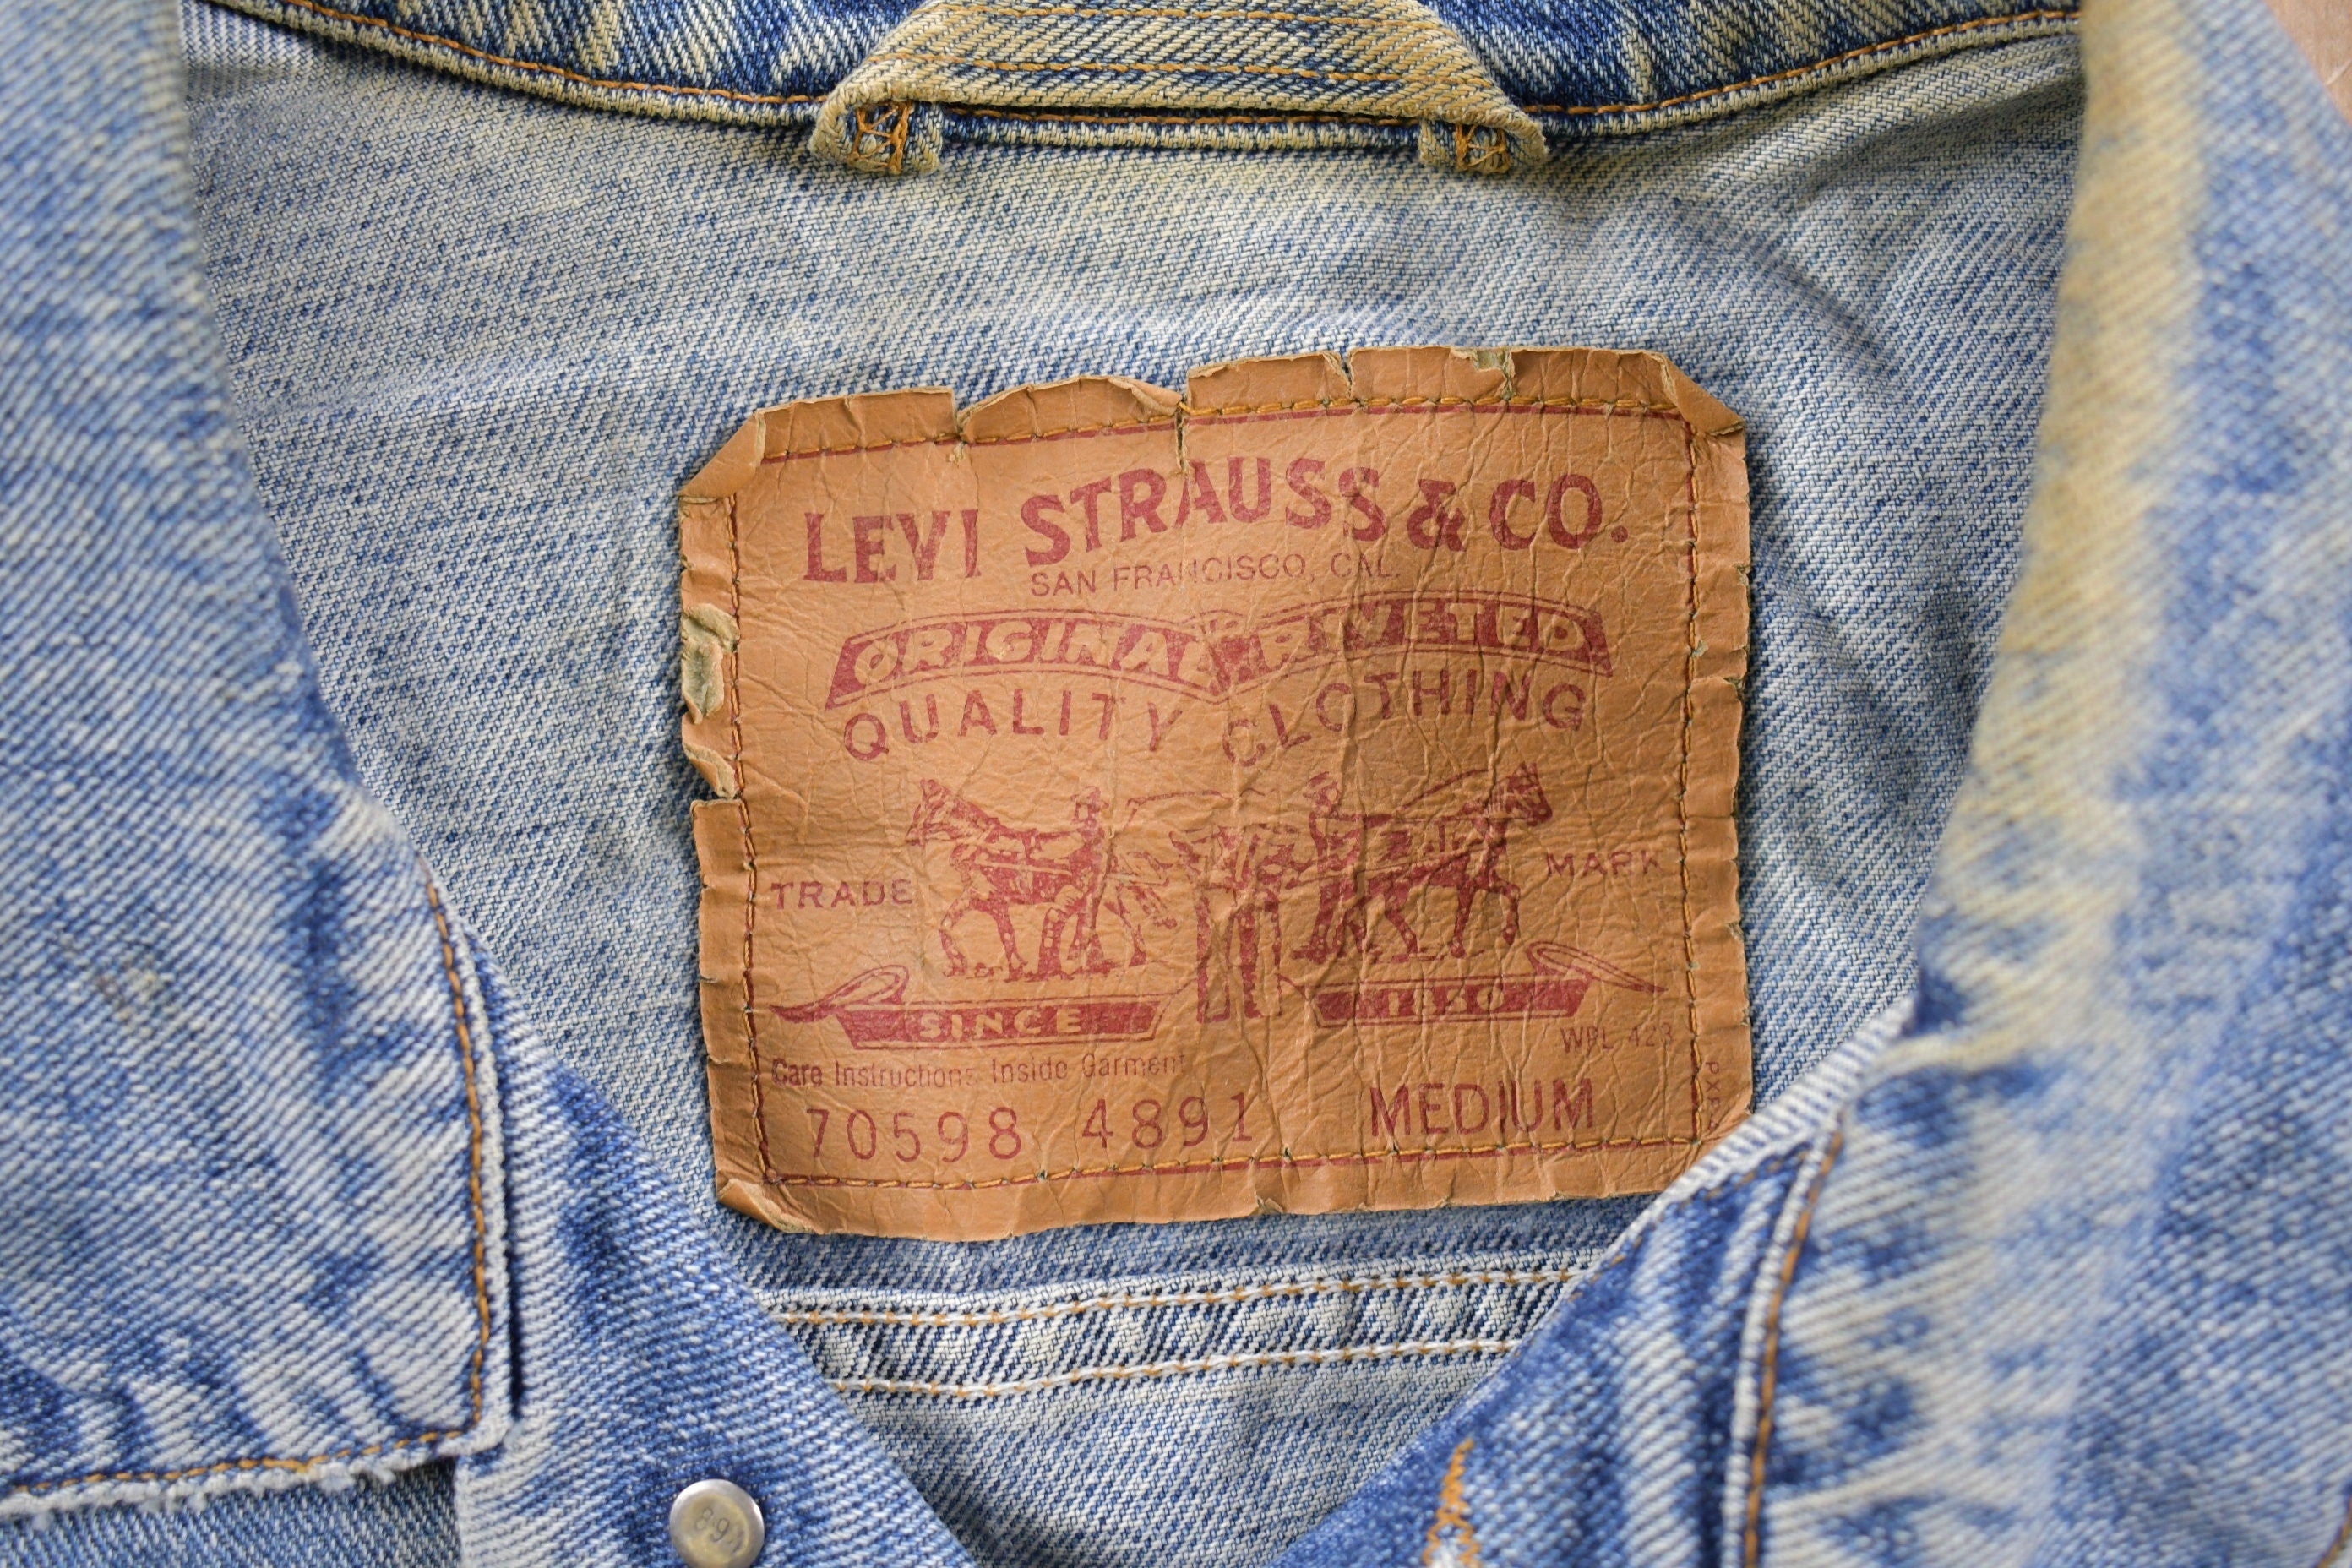 LEVI STRAUSS & CO.
SAN FRANCISCO, CAL.
ORIGINAL RIVETED
QUALITY CLOTHING
TRADE MARK
SINCE 1850
WPL 423
Care Instructions Inside Garment
70598 4891 MEDIUM